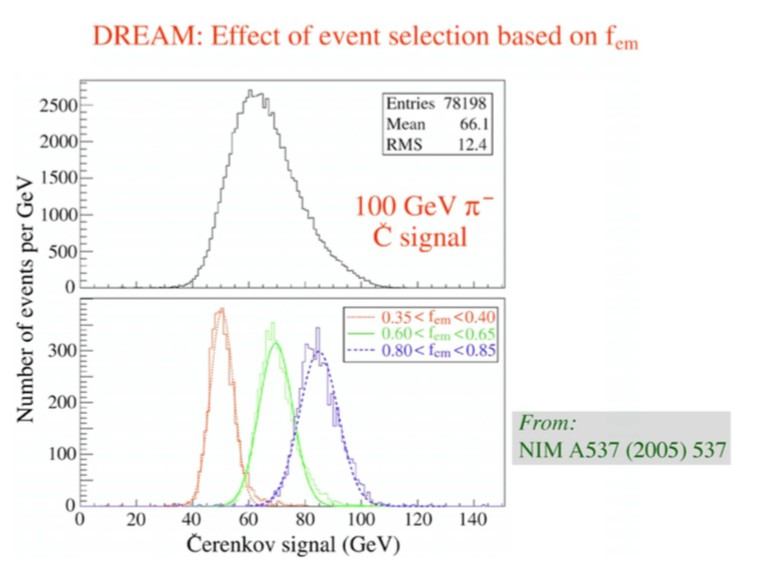 DREAM: Effect of event selection based on fem
Number of events per GeV
2500
2000
1500
1000
500
0
Entries 78198
Mean 66.1
RMS 12.4
100 GeV π⁻
Č signal
300
200
100
0
0.35 < fem < 0.40
0.60 < fem < 0.65
0.80 < fem < 0.85
0 20 40 60 80 100 120 140
Čerenkov signal (GeV)
From:
NIM A537 (2005) 537